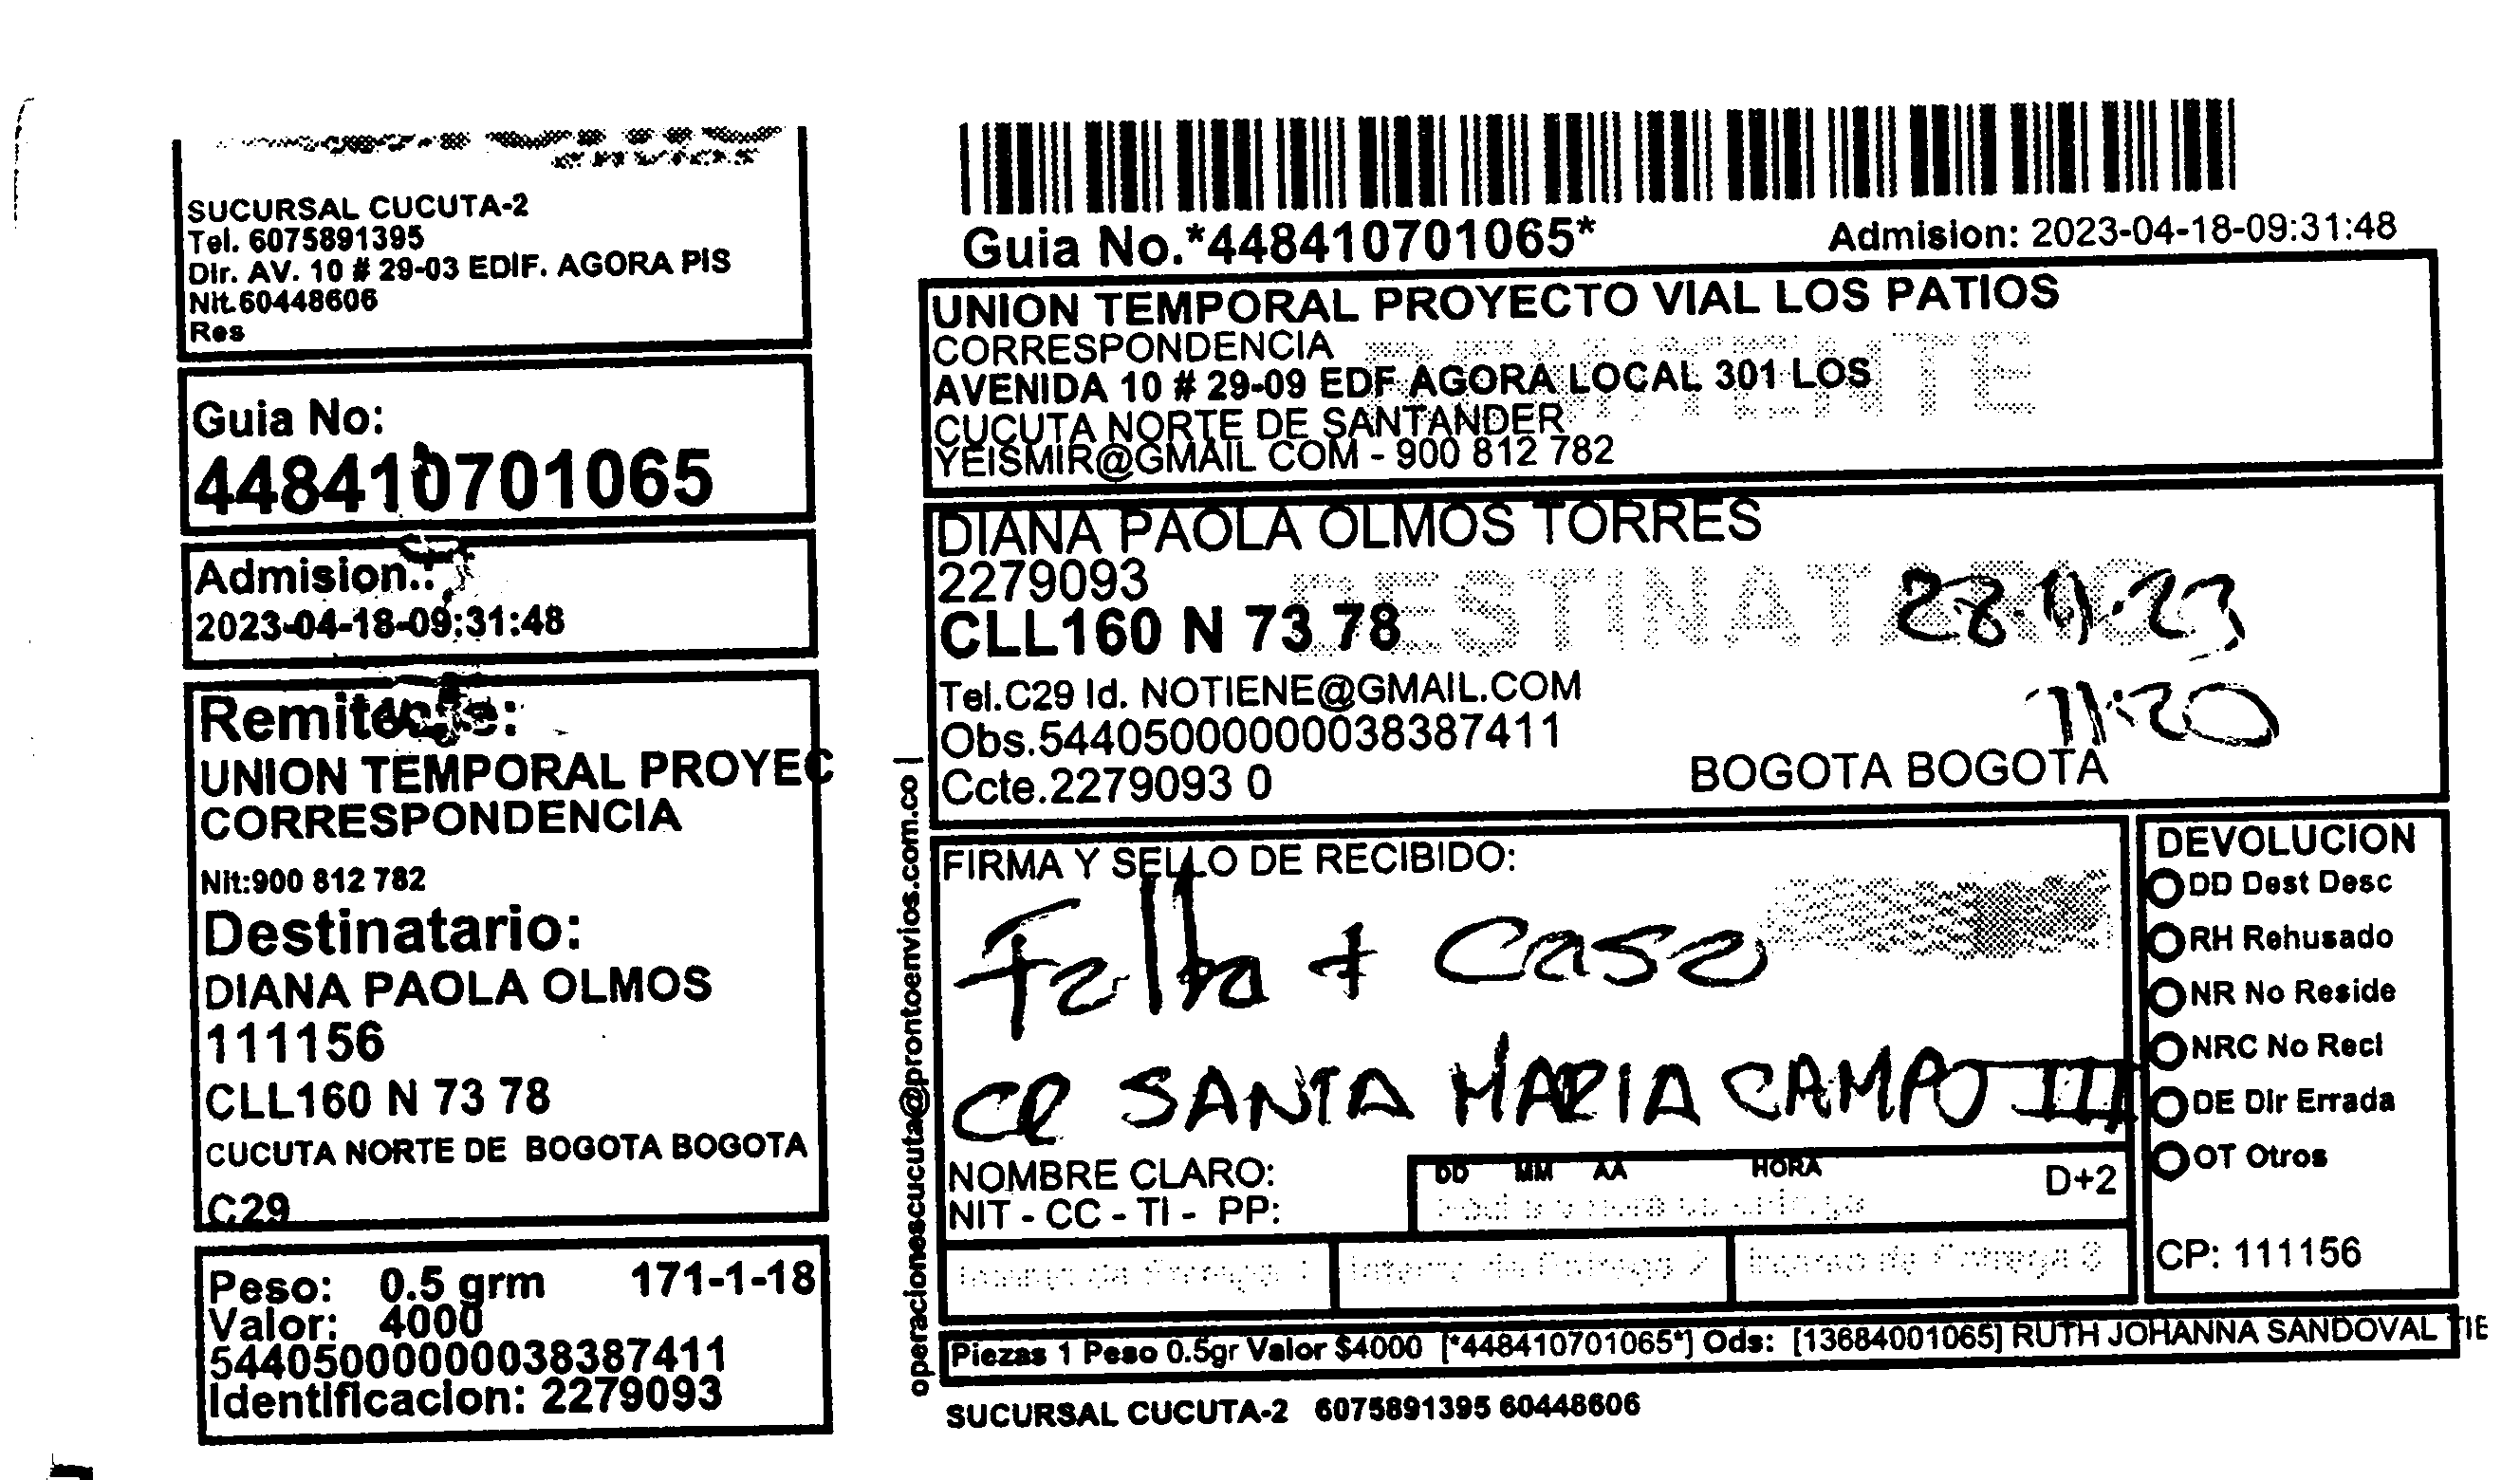 SUCURSAL CUCUTA-2
Tel. 6075891395
Dir. AV. 10 # 29-03 EDIF. AGORA PIS
Nit.60448606
Res
Guia No:
448410701065
Admision.:
2023-04-18-09:31:48
Remitente:
UNION TEMPORAL PROYEC
CORRESPONDENCIA
Nit:900 812 782
Destinatario:
DIANA PAOLA OLMOS
111156
CLL160 N 73 78
CUCUTA NORTE DE BOGOTA BOGOTA
C29
Peso: 0.5 grm 171-1-18
Valor: 4000
544050000000038387411
Identificacion: 2279093
operacionescucuta@prontoenvios.com.co |
Guia No.*448410701065* Admision: 2023-04-18-09:31:48
UNION TEMPORAL PROYECTO VIAL LOS PATIOS
CORRESPONDENCIA
REMITENTE
AVENIDA 10 # 29-09 EDF AGORA LOCAL 301 LOS
CUCUTA NORTE DE SANTANDER
YEISMIR@GMAIL COM - 900 812 782
DIANA PAOLA OLMOS TORRES
2279093
DESTINATARIO
CLL160 N 73 78
Tel.C29 Id. NOTIENE@GMAIL.COM
11:20
Obs.544050000000038387411
Ccte.2279093 0 BOGOTA BOGOTA
FIRMA Y SELLO DE RECIBIDO:
Falta # Casa
CR SANTA MARIA CAMPO III
NOMBRE CLARO:
NIT - CC - TI - PP:
DD MM AA HORA D+2
DEVOLUCION
DD Dest Desc
RH Rehusado
NR No Reside
NRC No Recl
DE Dir Errada
OT Otros
CP: 111156
Piezas 1 Peso 0.5gr Valor $4000 [*448410701065*] Ods: [13684001065] RUTH JOHANNA SANDOVAL TIE
SUCURSAL CUCUTA-2 6075891395 60448606